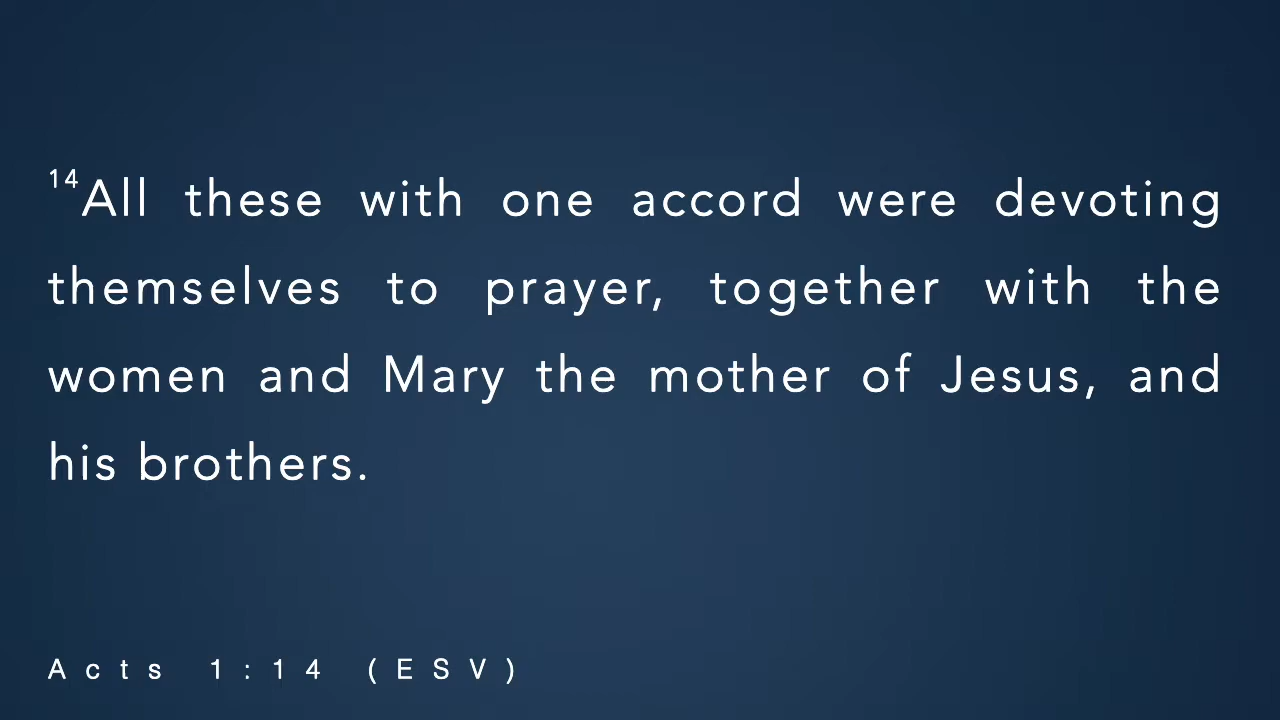 14All these with one accord were devoting
themselves to prayer, together with the
women and Mary the mother of Jesus, and
his brothers.
Acts 1:14 (ESV)